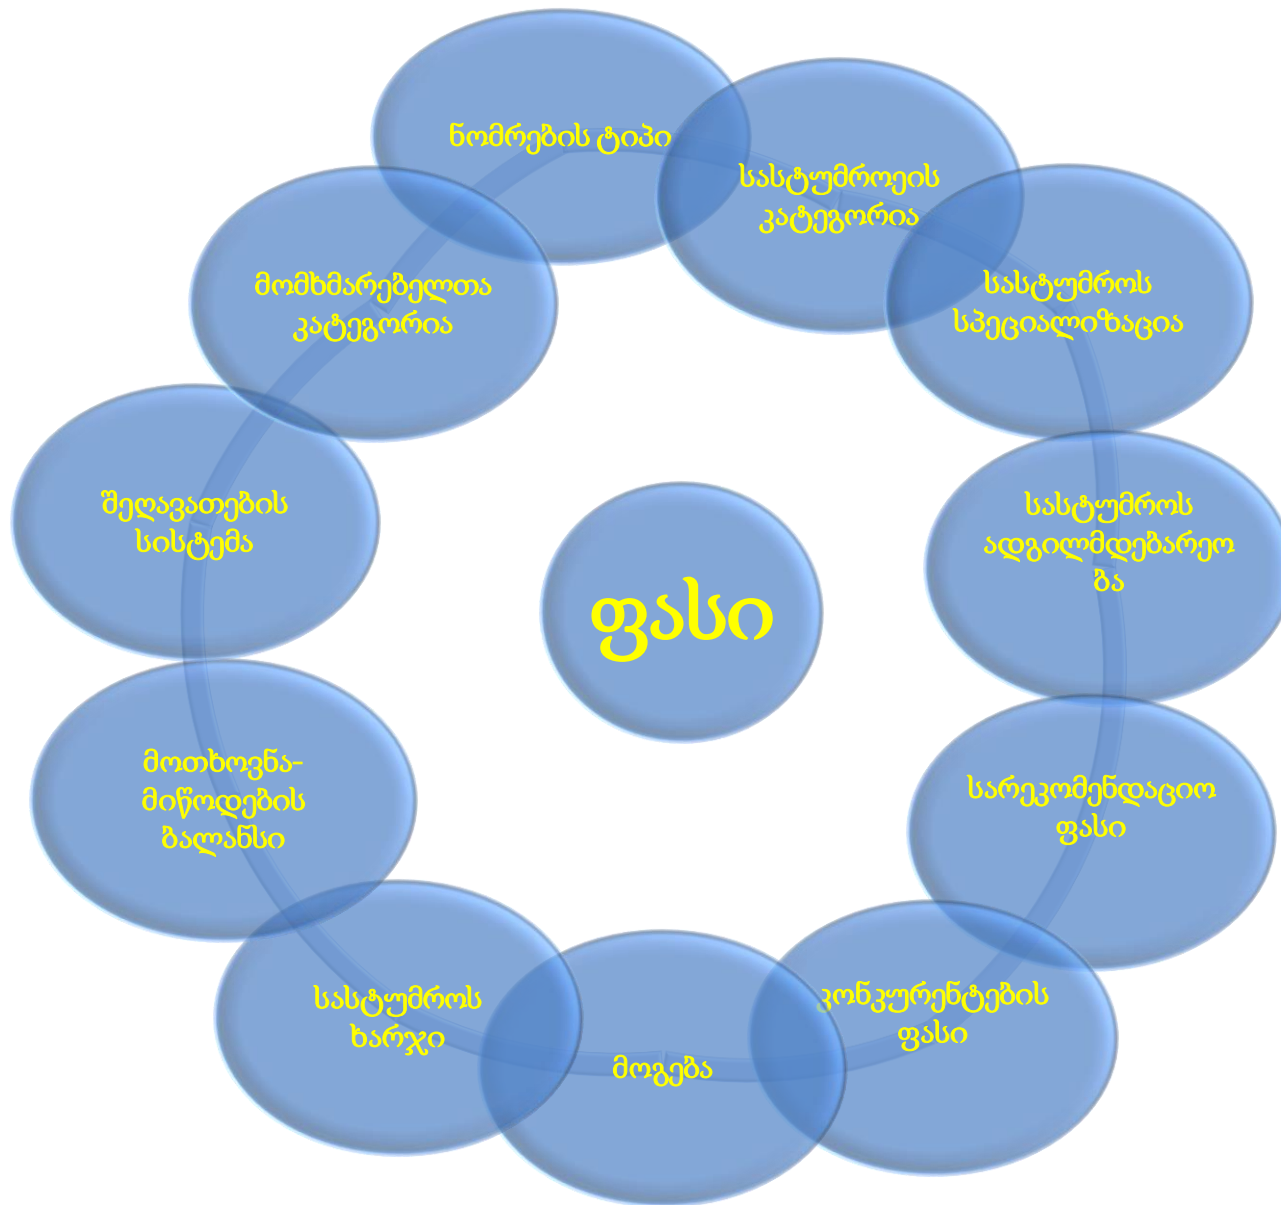 ნომრების ტიპი
სასტუმროეის
კატეგორია
სასტუმროს
სპეციალიზაცია
სასტუმროს
ადგილმდებარეო
ბა
სარეკომენდაციო
ფასი
კონკურენტების
ფასი
მოგება
სასტუმროს
ხარჯი
მოთხოვნა-
მიწოდების
ბალანსი
შეღავათების
სისტემა
მომხმარებელთა
კატეგორია
ფასი